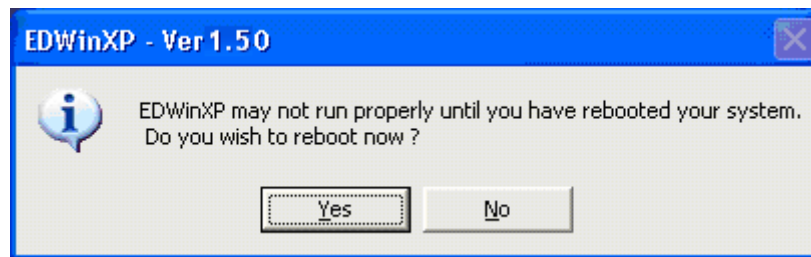 EDWinXP - Ver 1.50
EDWinXP may not run properly until you have rebooted your system.
Do you wish to reboot now ?
Yes No